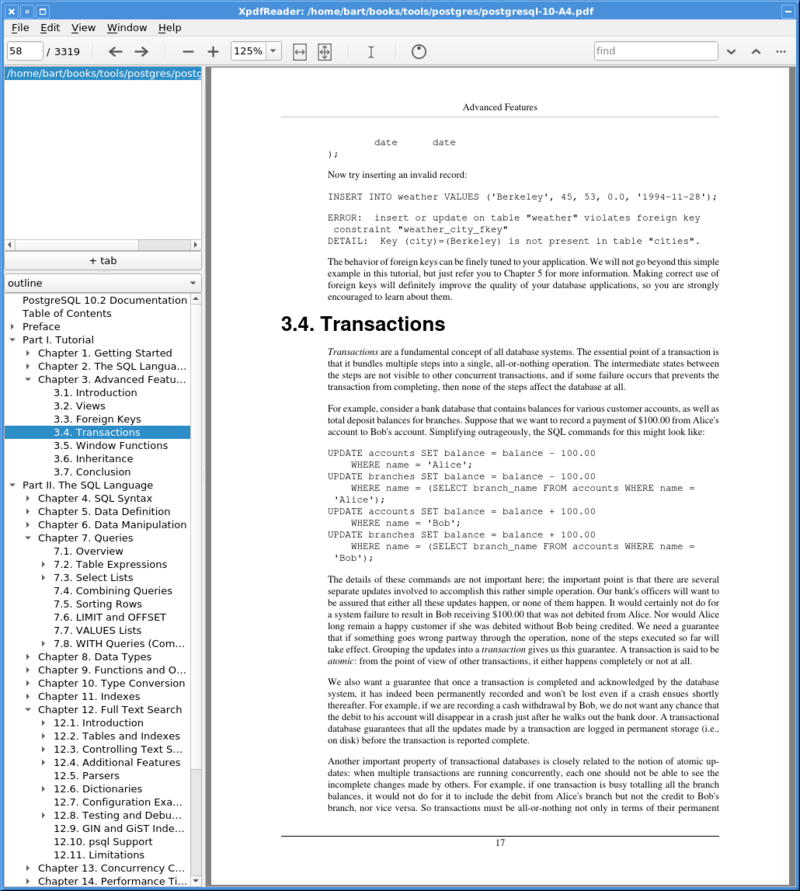 XpdfReader: /home/bart/books/tools/postgres/postgresql-10-A4.pdf
File Edit View Window Help
58 / 3319 125% find
/home/bart/books/tools/postgres/postg
+ tab
outline
PostgreSQL 10.2 Documentation
Table of Contents
Preface
Part I. Tutorial
Chapter 1. Getting Started
Chapter 2. The SQL Langua...
Chapter 3. Advanced Featu...
3.1. Introduction
3.2. Views
3.3. Foreign Keys
3.4. Transactions
3.5. Window Functions
3.6. Inheritance
3.7. Conclusion
Part II. The SQL Language
Chapter 4. SQL Syntax
Chapter 5. Data Definition
Chapter 6. Data Manipulation
Chapter 7. Queries
7.1. Overview
7.2. Table Expressions
7.3. Select Lists
7.4. Combining Queries
7.5. Sorting Rows
7.6. LIMIT and OFFSET
7.7. VALUES Lists
7.8. WITH Queries (Com...
Chapter 8. Data Types
Chapter 9. Functions and O...
Chapter 10. Type Conversion
Chapter 11. Indexes
Chapter 12. Full Text Search
12.1. Introduction
12.2. Tables and Indexes
12.3. Controlling Text S...
12.4. Additional Features
12.5. Parsers
12.6. Dictionaries
12.7. Configuration Exa...
12.8. Testing and Debu...
12.9. GIN and GiST Inde...
12.10. psql Support
12.11. Limitations
Chapter 13. Concurrency C...
Chapter 14. Performance Ti...
Advanced Features
date date
);
Now try inserting an invalid record:
INSERT INTO weather VALUES ('Berkeley', 45, 53, 0.0, '1994-11-28');
ERROR: insert or update on table "weather" violates foreign key
constraint "weather_city_fkey"
DETAIL: Key (city)=(Berkeley) is not present in table "cities".
The behavior of foreign keys can be finely tuned to your application. We will not go beyond this simple
example in this tutorial, but just refer you to Chapter 5 for more information. Making correct use of
foreign keys will definitely improve the quality of your database applications, so you are strongly
encouraged to learn about them.
3.4. Transactions
Transactions are a fundamental concept of all database systems. The essential point of a transaction is
that it bundles multiple steps into a single, all-or-nothing operation. The intermediate states between
the steps are not visible to other concurrent transactions, and if some failure occurs that prevents the
transaction from completing, then none of the steps affect the database at all.
For example, consider a bank database that contains balances for various customer accounts, as well as
total deposit balances for branches. Suppose that we want to record a payment of $100.00 from Alice's
account to Bob's account. Simplifying outrageously, the SQL commands for this might look like:
UPDATE accounts SET balance = balance - 100.00
WHERE name = 'Alice';
UPDATE branches SET balance = balance - 100.00
WHERE name = (SELECT branch_name FROM accounts WHERE name =
'Alice');
UPDATE accounts SET balance = balance + 100.00
WHERE name = 'Bob';
UPDATE branches SET balance = balance + 100.00
WHERE name = (SELECT branch_name FROM accounts WHERE name =
'Bob');
The details of these commands are not important here; the important point is that there are several
separate updates involved to accomplish this rather simple operation. Our bank's officers will want to
be assured that either all these updates happen, or none of them happen. It would certainly not do for
a system failure to result in Bob receiving $100.00 that was not debited from Alice. Nor would Alice
long remain a happy customer if she was debited without Bob being credited. We need a guarantee
that if something goes wrong partway through the operation, none of the steps executed so far will
take effect. Grouping the updates into a transaction gives us this guarantee. A transaction is said to be
atomic: from the point of view of other transactions, it either happens completely or not at all.
We also want a guarantee that once a transaction is completed and acknowledged by the database
system, it has indeed been permanently recorded and won't be lost even if a crash ensues shortly
thereafter. For example, if we are recording a cash withdrawal by Bob, we do not want any chance that
the debit to his account will disappear in a crash just after he walks out the bank door. A transactional
database guarantees that all the updates made by a transaction are logged in permanent storage (i.e.,
on disk) before the transaction is reported complete.
Another important property of transactional databases is closely related to the notion of atomic up-
dates: when multiple transactions are running concurrently, each one should not be able to see the
incomplete changes made by others. For example, if one transaction is busy totalling all the branch
balances, it would not do for it to include the debit from Alice's branch but not the credit to Bob's
branch, nor vice versa. So transactions must be all-or-nothing not only in terms of their permanent
17